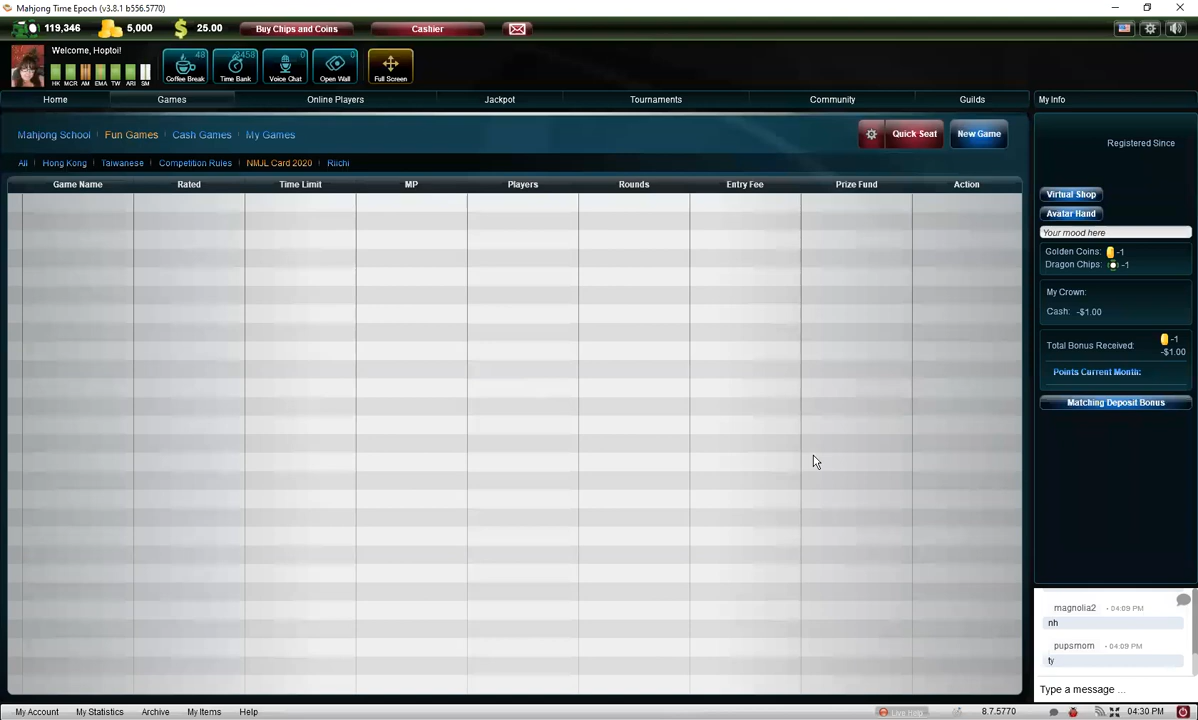 Mahjong Time Epoch (v3.8.1 b556.5770)
119,346 5,000 $ 25.00 Buy Chips and Coins Cashier
Welcome, Hoptoi!
HK MCR AM EMA TW ARI SM
48 Coffee Break
3458 Time Bank
0 Voice Chat
0 Open Wall
Full Screen
Home Games Online Players Jackpot Tournaments Community Guilds My Info
Mahjong School Fun Games Cash Games My Games Quick Seat New Game
All Hong Kong Taiwanese Competition Rules NMJL Card 2020 Riichi
Game Name Rated Time Limit MP Players Rounds Entry Fee Prize Fund Action
Registered Since
Virtual Shop
Avatar Hand
Your mood here
Golden Coins: -1
Dragon Chips: -1
My Crown:
Cash: -$1.00
Total Bonus Received: -1
-$1.00
Points Current Month:
Matching Deposit Bonus
magnolia2 • 04:09 PM
nh
pupsmom • 04:09 PM
ty
Type a message ...
My Account My Statistics Archive My Items Help Live Help 8.7.5770 04:30 PM